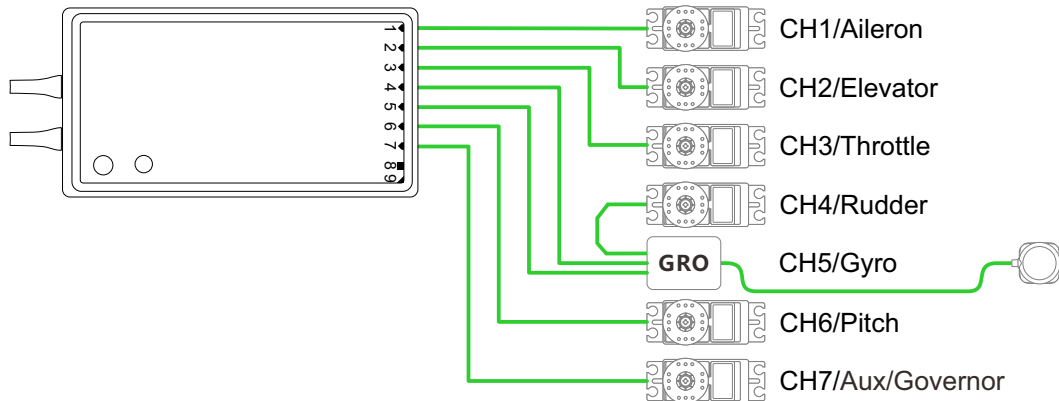 1
2
3
4
5
6
7
8
9
CH1/Aileron
CH2/Elevator
CH3/Throttle
CH4/Rudder
GRO
CH5/Gyro
CH6/Pitch
CH7/Aux/Governor